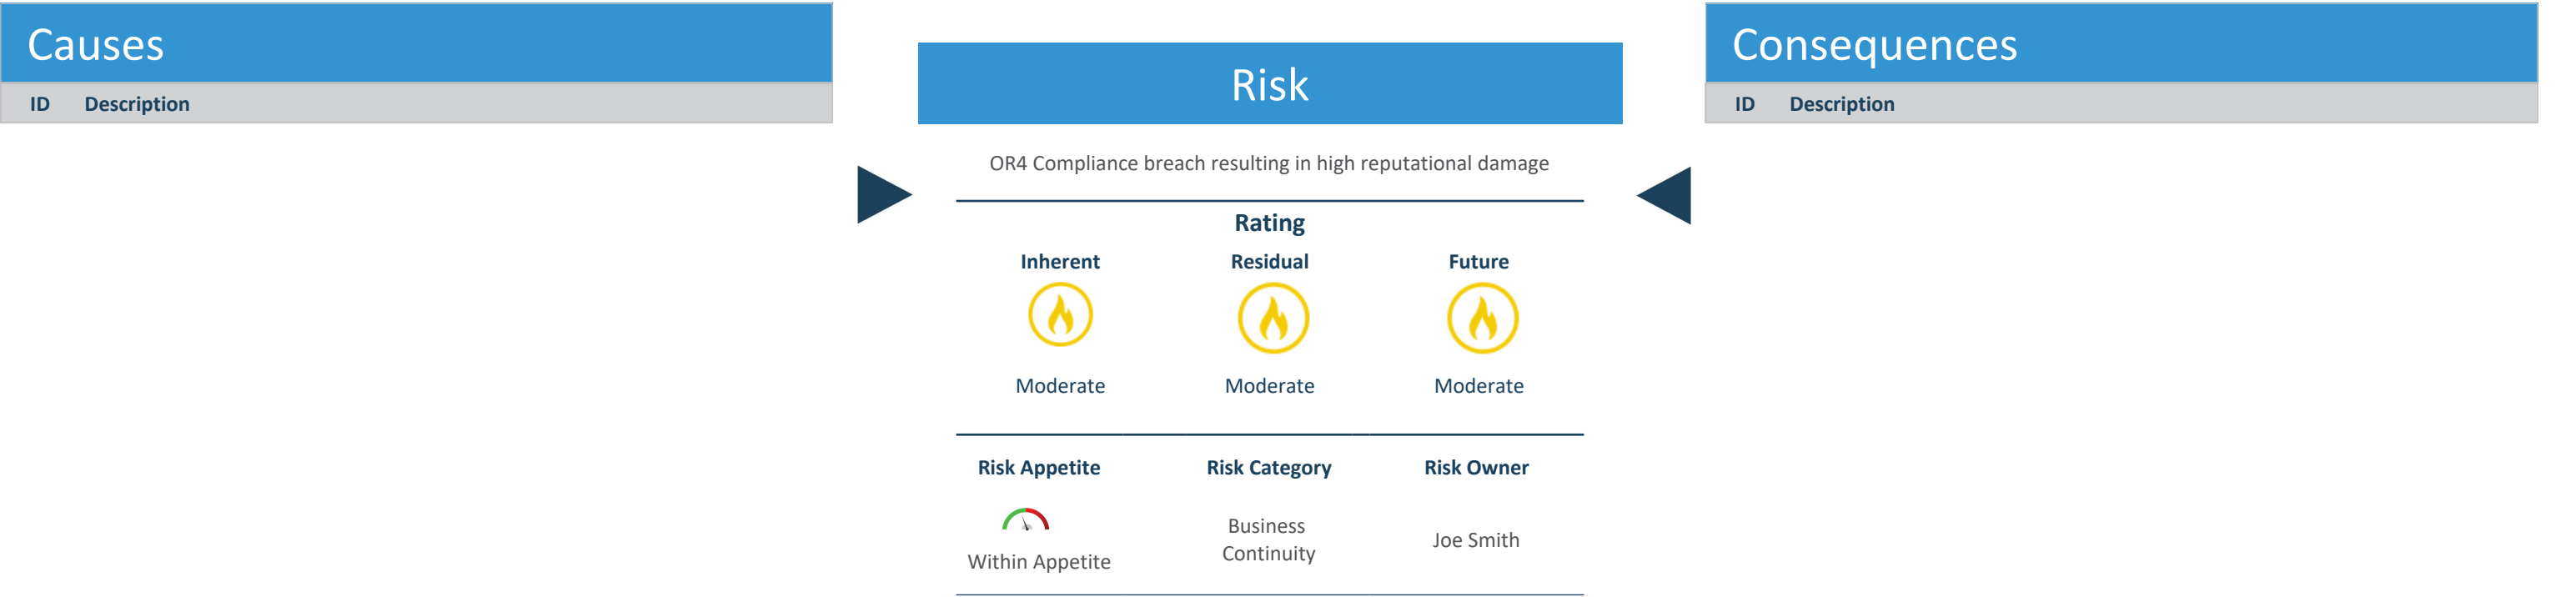 Causes
ID Description
Risk
OR4 Compliance breach resulting in high reputational damage
Rating
Inherent Residual Future
Moderate Moderate Moderate
Risk Appetite Risk Category Risk Owner
Within Appetite
Business
Continuity
Joe Smith
Consequences
ID Description